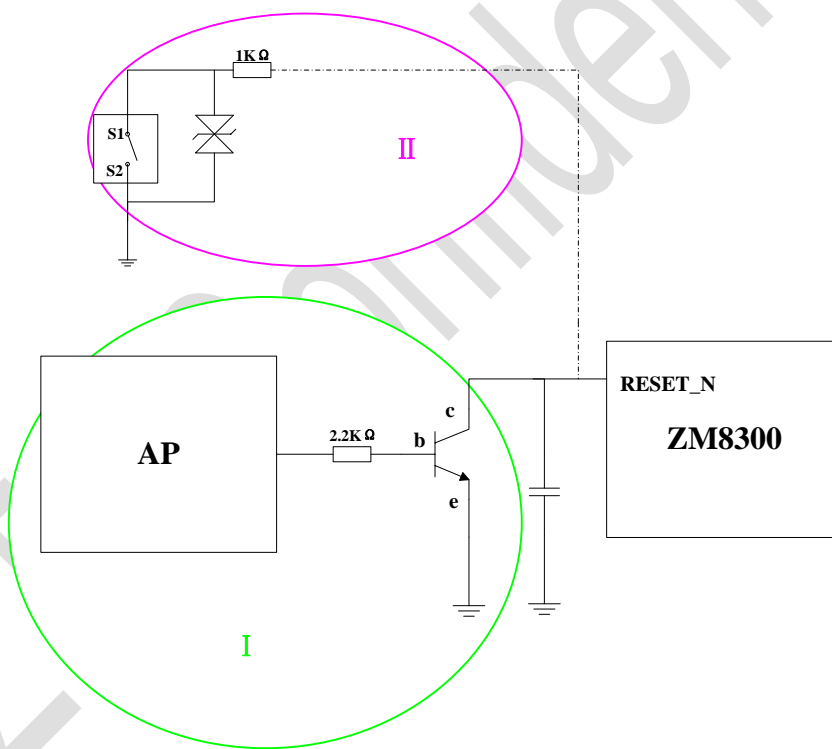 1KΩ
S1
S2
II
RESET_N
ZM8300
c
2.2KΩ
b
AP
e
I